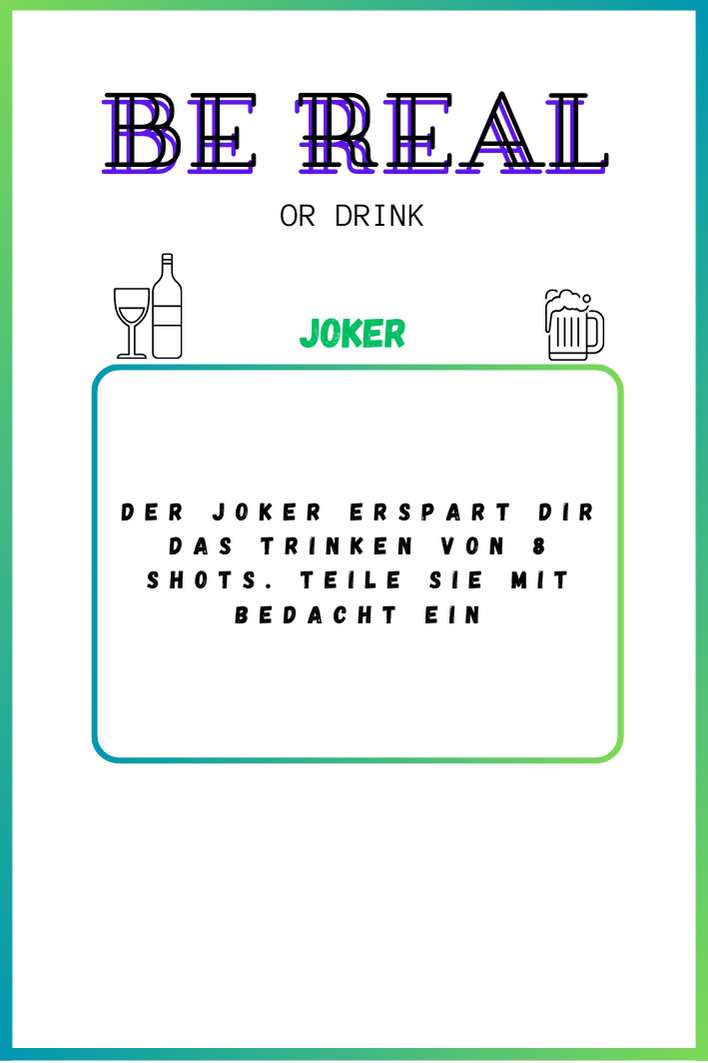 BE REAL
OR DRINK
JOKER
DER JOKER ERSPART DIR
DAS TRINKEN VON 8
SHOTS. TEILE SIE MIT
BEDACHT EIN